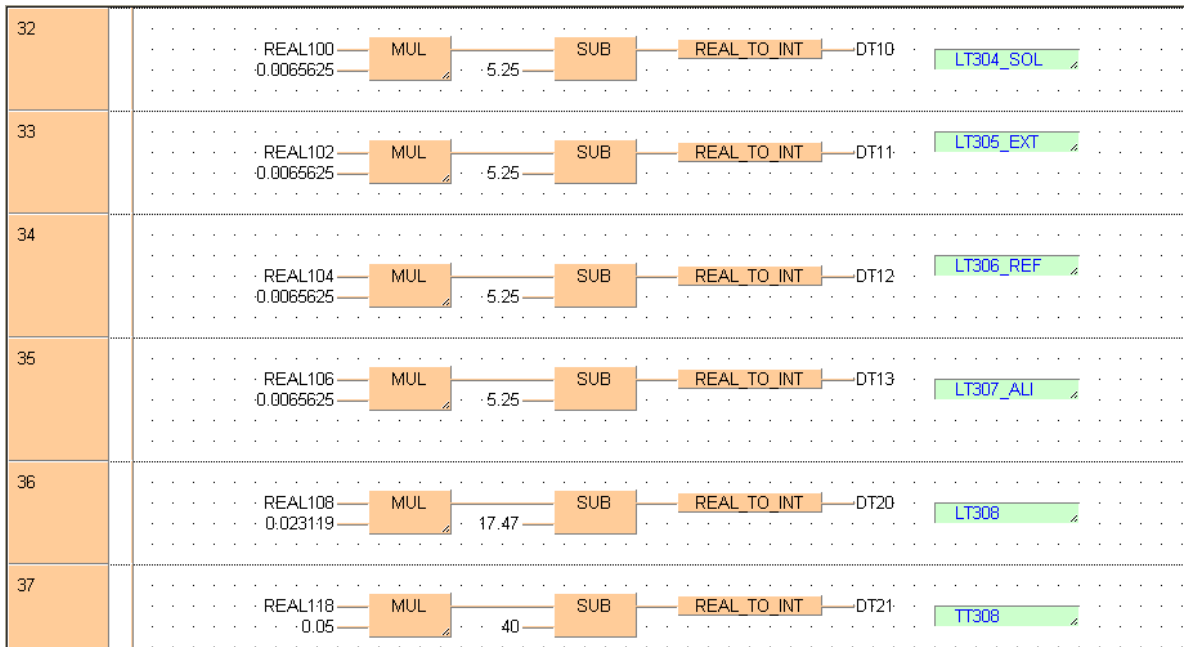 32
REAL100 MUL SUB REAL_TO_INT DT10
0.0065625 5.25 LT304_SOL
33
REAL102 MUL SUB REAL_TO_INT DT11 LT305_EXT
0.0065625 5.25
34
REAL104 MUL SUB REAL_TO_INT DT12 LT306_REF
0.0065625 5.25
35
REAL106 MUL SUB REAL_TO_INT DT13 LT307_ALI
0.0065625 5.25
36
REAL108 MUL SUB REAL_TO_INT DT20 LT308
0.023119 17.47
37
REAL118 MUL SUB REAL_TO_INT DT21 TT308
0.05 40